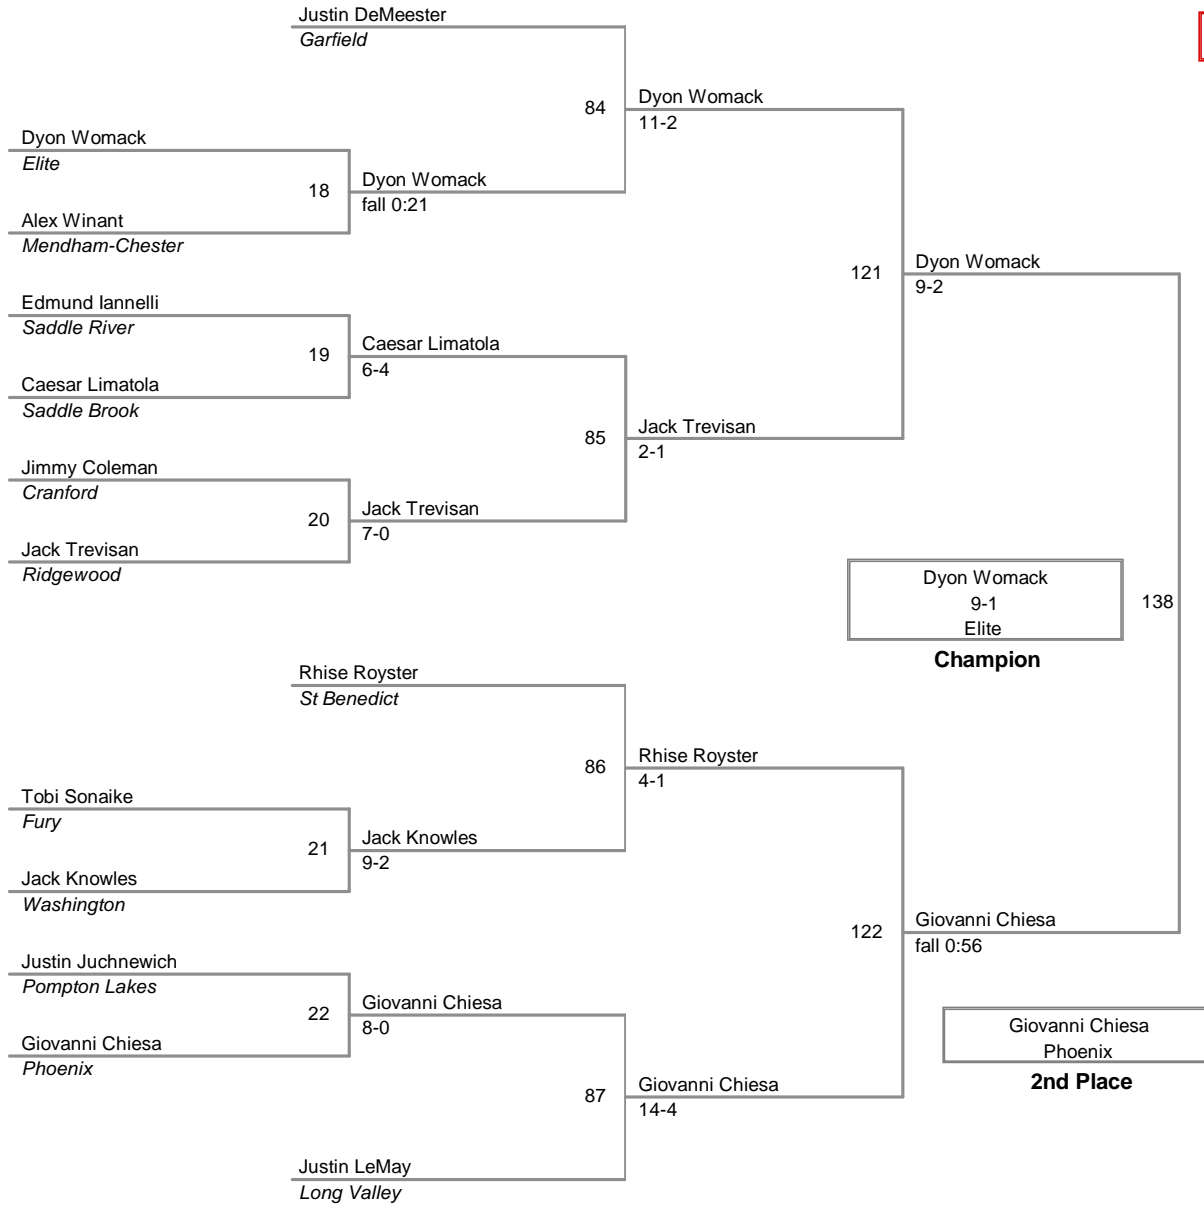 Justin DeMeester
Garfield
84
Dyon Womack
11-2
Dyon Womack
Elite
18
Dyon Womack
fall 0:21
Alex Winant
Mendham-Chester
121
Dyon Womack
9-2
Edmund Iannelli
Saddle River
19
Caesar Limatola
6-4
Caesar Limatola
Saddle Brook
85
Jack Trevisan
2-1
Jimmy Coleman
Cranford
20
Jack Trevisan
7-0
Jack Trevisan
Ridgewood
Dyon Womack
9-1
Elite
Champion
138
Rhise Royster
St Benedict
86
Rhise Royster
4-1
Tobi Sonaike
Fury
21
Jack Knowles
9-2
Jack Knowles
Washington
122
Giovanni Chiesa
fall 0:56
Justin Juchnewich
Pompton Lakes
22
Giovanni Chiesa
8-0
Giovanni Chiesa
Phoenix
Giovanni Chiesa
Phoenix
2nd Place
87
Giovanni Chiesa
14-4
Justin LeMay
Long Valley